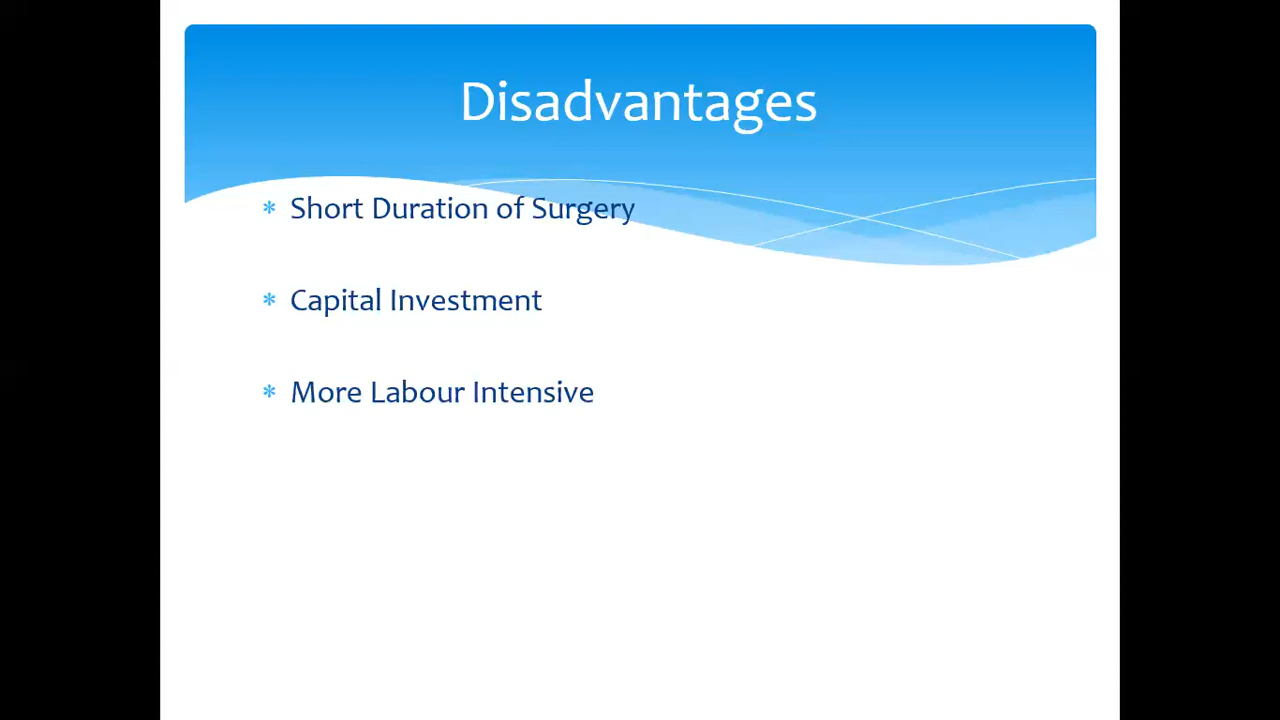 Disadvantages
* Short Duration of Surgery
* Capital Investment
* More Labour Intensive